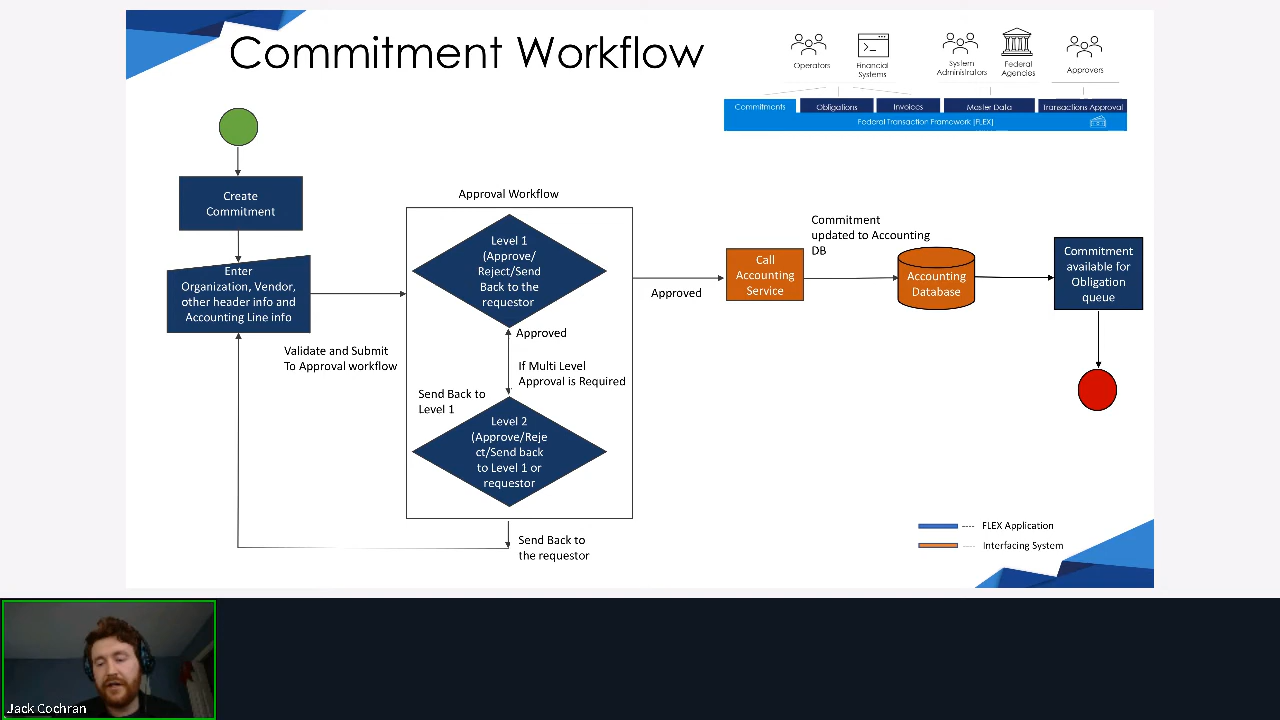 Commitment Workflow
Operators
Financial
Systems
System
Administrators
Federal
Agencies
Approvers
Commitments
Obligations
Invoices
Master Data
Transactions Approval
Federal Transaction Framework [FLEX]
Create
Commitment
Enter
Organization, Vendor,
other header info and
Accounting Line info
Validate and Submit
To Approval workflow
Approval Workflow
Level 1
(Approve/
Reject/Send
Back to the
requestor
Approved
If Multi Level
Approval is Required
Send Back to
Level 1
Level 2
(Approve/Reje
ct/Send back
to Level 1 or
requestor
Send Back to
the requestor
Approved
Call
Accounting
Service
Commitment
updated to Accounting
DB
Accounting
Database
Commitment
available for
Obligation
queue
FLEX Application
Interfacing System
Jack Cochran